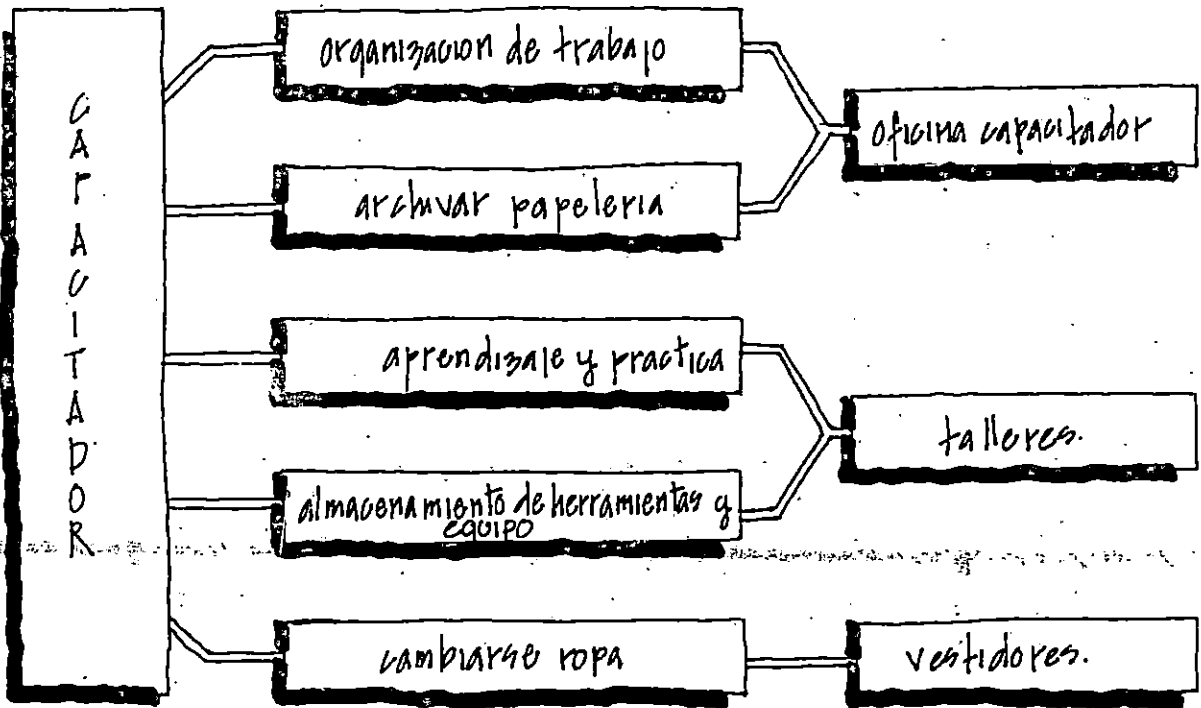 CAPACITADOR
organizacion de trabajo
archivar papeleria
oficina capacitador
aprendizaje y practica
almacenamiento de herramientas y
equipo
talleres.
cambiarse ropa
vestidores.